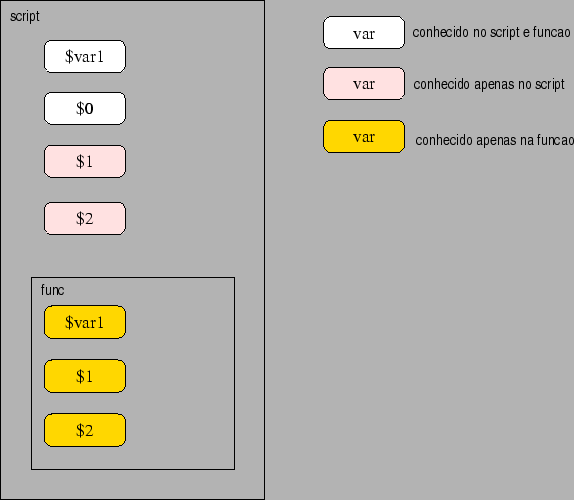 script
$var1
$0
$1
$2
func
$var1
$1
$2
var
conhecido no script e funcao
var
conhecido apenas no script
var
conhecido apenas na funcao